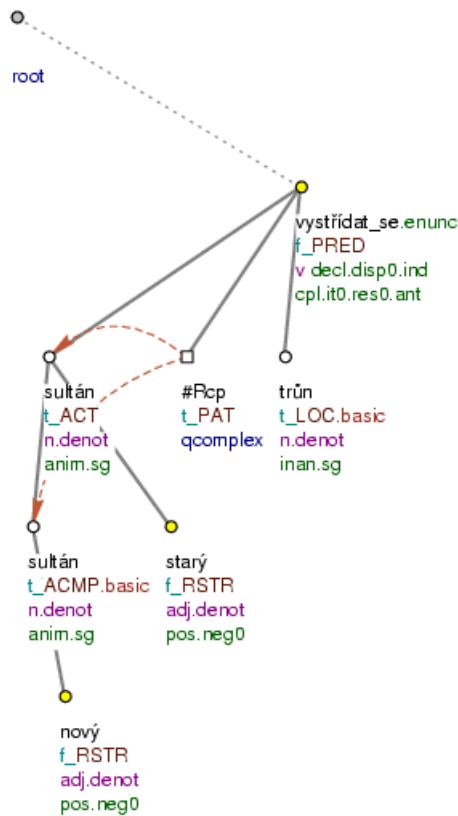 root
vystřídat_se.enunc
f_PRED
v decl.disp0.ind
cpl.it0.res0.ant
sultán
t_ACT
n.denot
anim.sg
#Rcp
t_PAT
qcomplex
trůn
t_LOC.basic
n.denot
inan.sg
sultán
t_ACMP.basic
n.denot
anim.sg
starý
f_RSTR
adj.denot
pos.neg0
nový
f_RSTR
adj.denot
pos.neg0